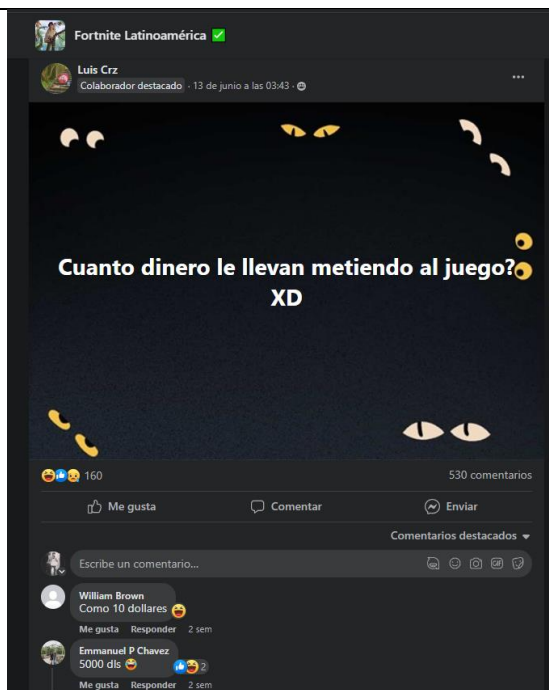 Fortnite Latinoamérica ✅
Luis Crz
Colaborador destacado · 13 de junio a las 03:43 ·
Cuanto dinero le llevan metiendo al juego?
XD
160
530 comentarios
Me gusta
Comentar
Enviar
Comentarios destacados
Escribe un comentario...
GIF
William Brown
Como 10 dollares 😆
Me gusta Responder 2 sem
Emmanuel P Chavez
5000 dls 😆
2
Me gusta Responder 2 sem